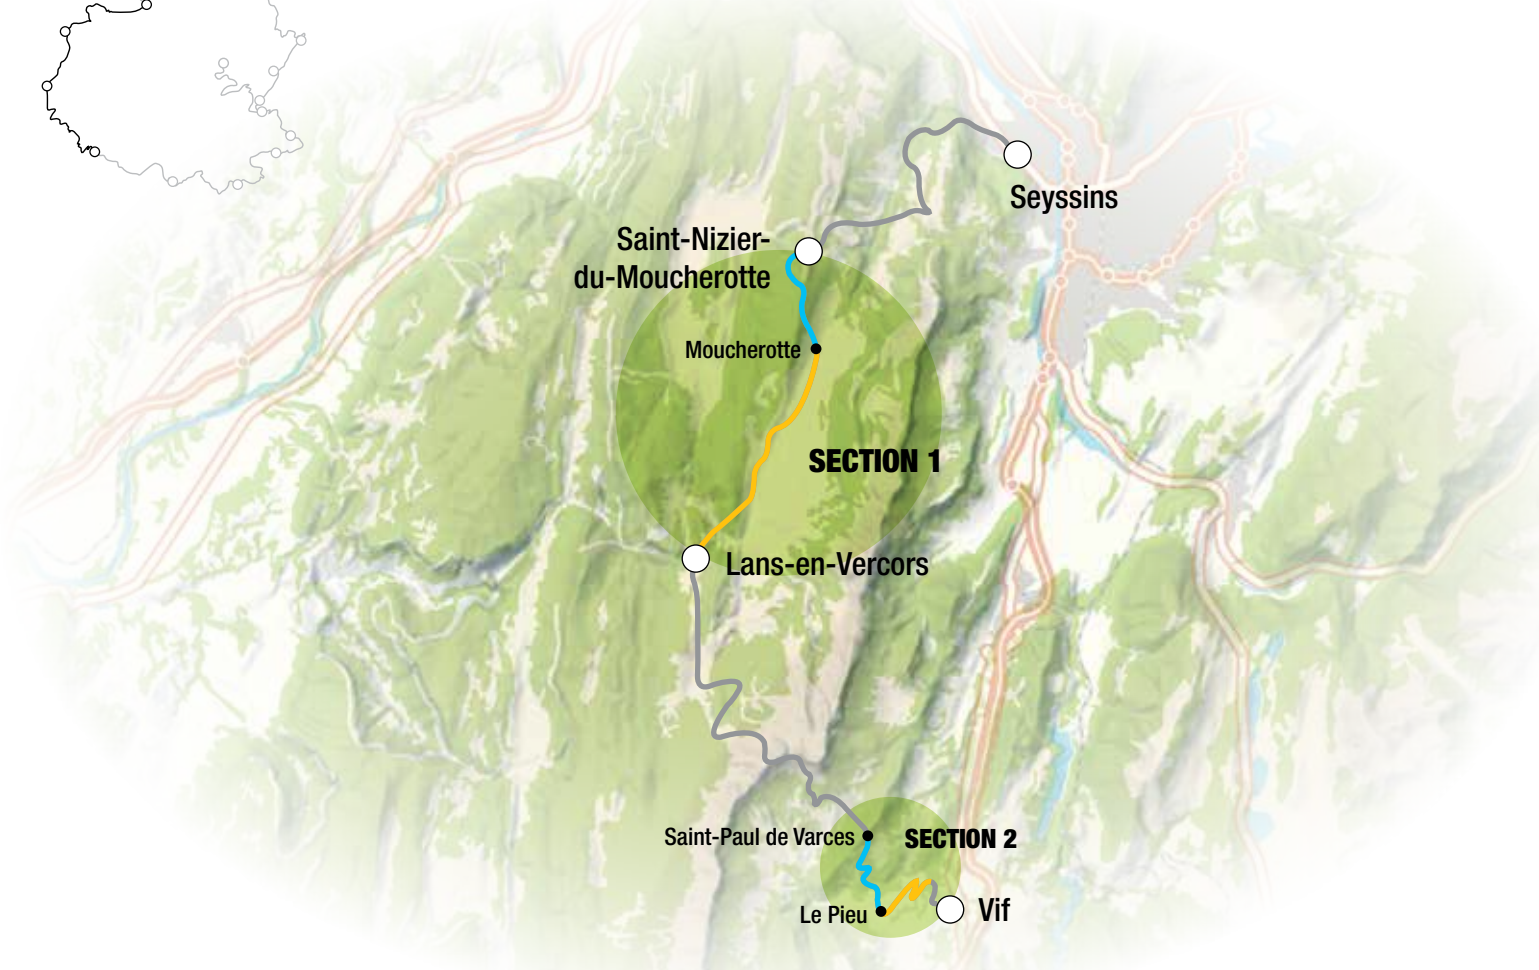 Seyssins
Saint-Nizier-
du-Moucherotte
Moucherotte
SECTION 1
Lans-en-Vercors
Saint-Paul de Varces
SECTION 2
Le Pieu
Vif